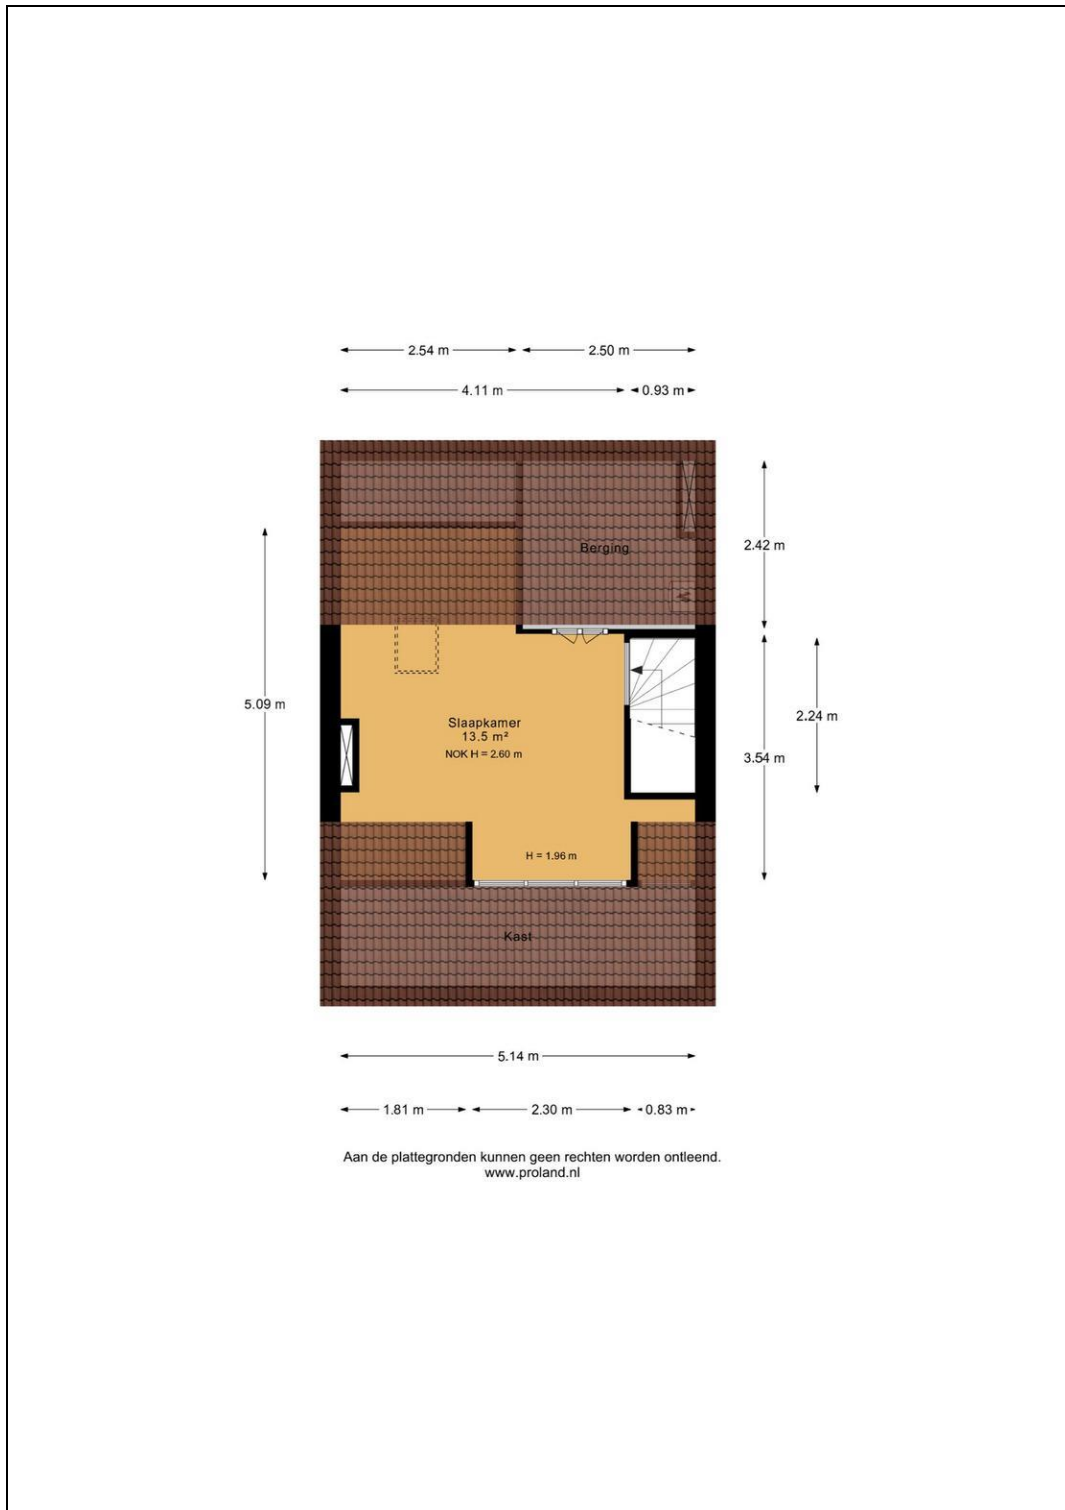 2.54 m
2.50 m
4.11 m
0.93 m
2.42 m
Berging
5.09 m
Slaapkamer
13.5 m²
NOK H = 2.60 m
2.24 m
3.54 m
H = 1.96 m
Kast
5.14 m
1.81 m
2.30 m
0.83 m
Aan de plattegronden kunnen geen rechten worden ontleend.
www.proland.nl